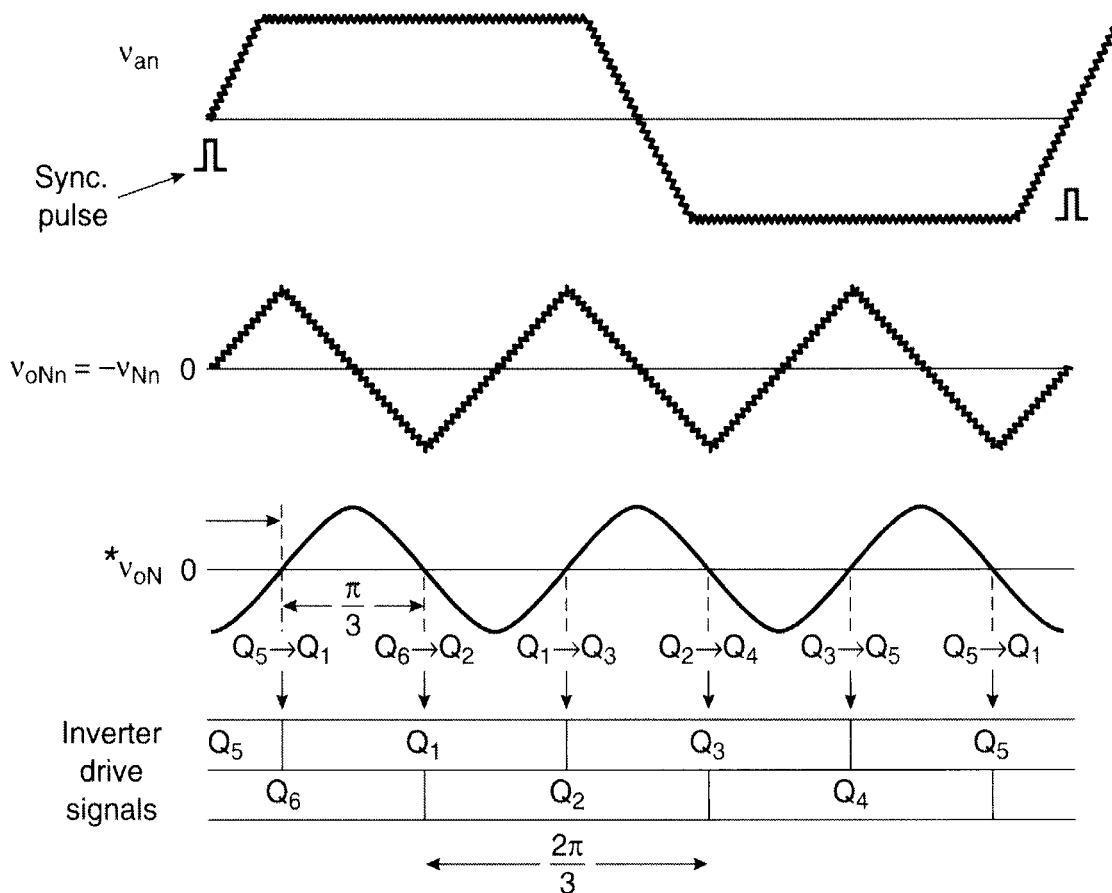 v_an
Sync.
pulse
v_oNn = −v_Nn 0
*v_oN 0
π/3
Q₅→Q₁ Q₆→Q₂ Q₁→Q₃ Q₂→Q₄ Q₃→Q₅ Q₅→Q₁
Inverter
drive
signals
Q₅ Q₁ Q₃ Q₅
Q₆ Q₂ Q₄
2π/3